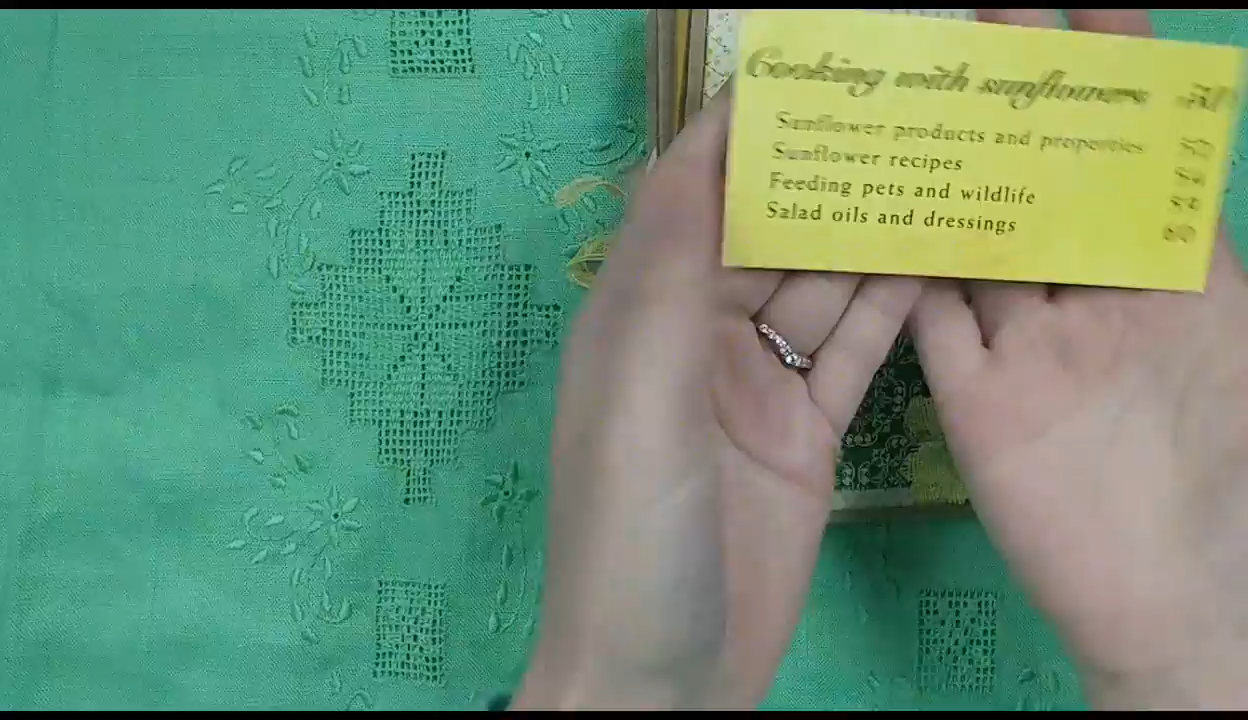 Cooking with sunflowers
Sunflower products and properties
Sunflower recipes
Feeding pets and wildlife
Salad oils and dressings